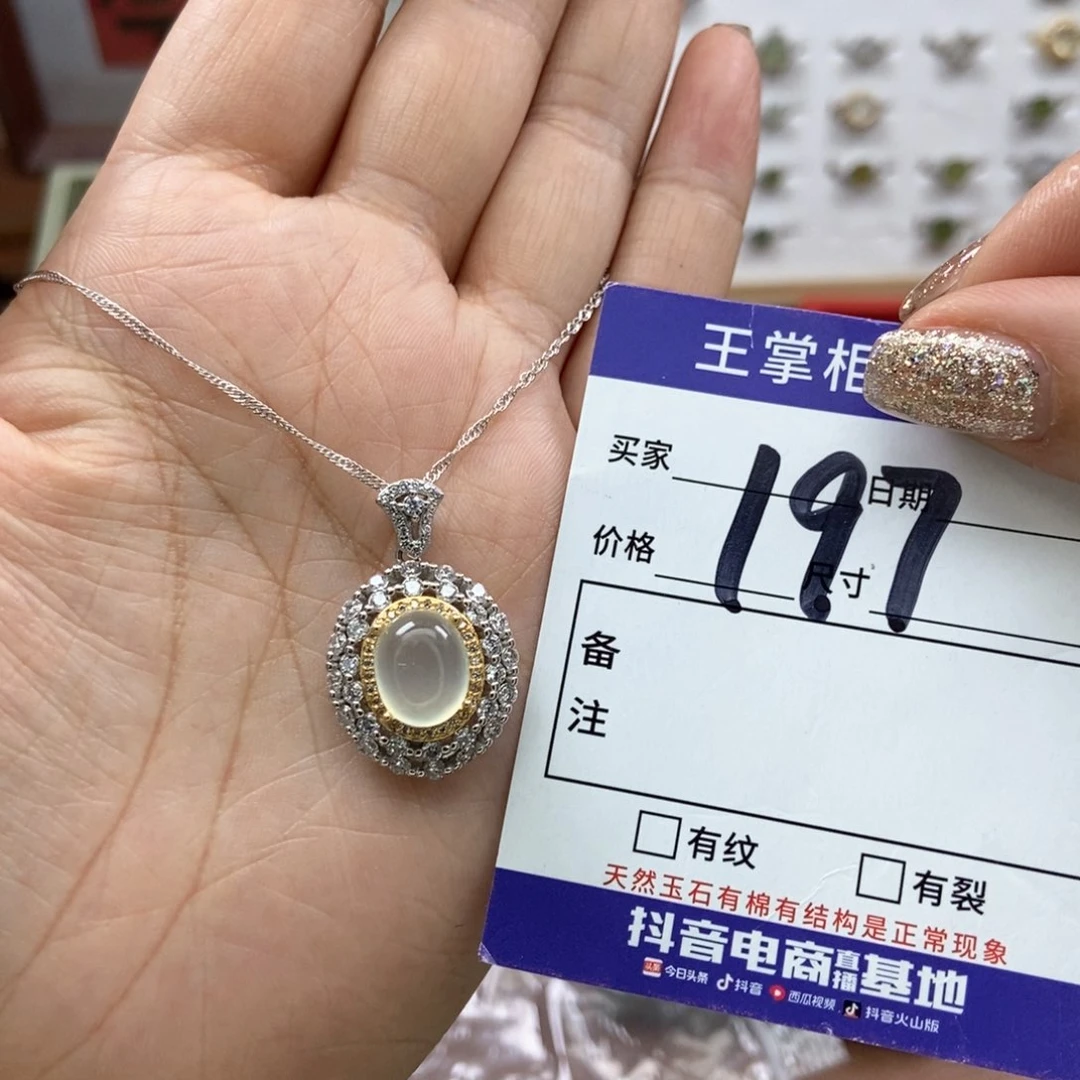 王掌柜
买家 日期
197
价格 尺寸
备
注
有纹 有裂
天然玉石有棉有结构是正常现象
抖音电商直播基地
头条 今日头条 抖音 西瓜视频 抖音火山版